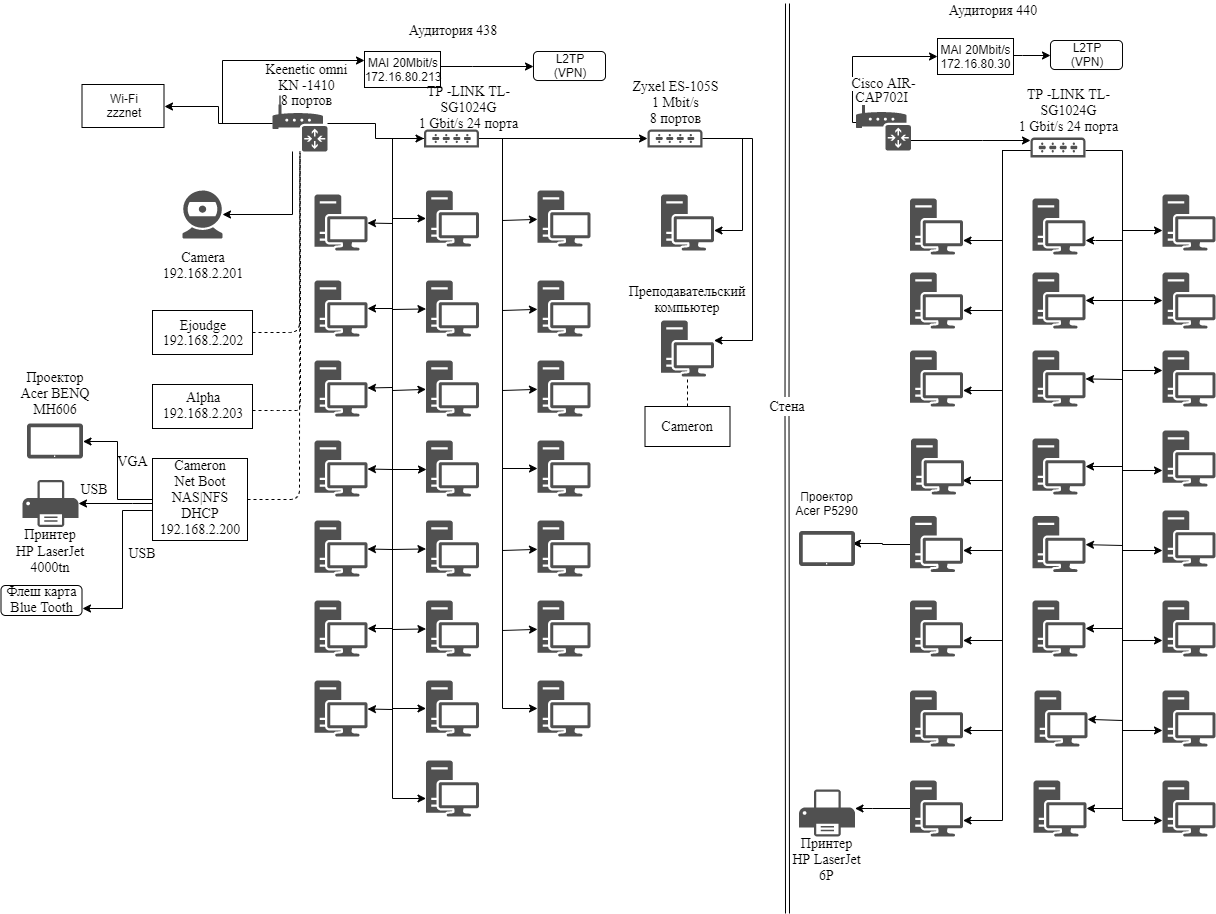 Аудитория 438
MAI 20Mbit/s
172.16.80.213
L2TP
(VPN)
Keenetic omni
KN -1410
8 портов
Wi-Fi
zzznet
TP -LINK TL-
SG1024G
1 Gbit/s 24 порта
Zyxel ES-105S
1 Mbit/s
8 портов
Camera
192.168.2.201
Ejoudge
192.168.2.202
Alpha
192.168.2.203
Проектор
Acer BENQ
MH606
VGA
Cameron
Net Boot
NAS|NFS
DHCP
192.168.2.200
USB
Принтер
HP LaserJet
4000tn
USB
Флеш карта
Blue Tooth
Преподавательский
компьютер
Cameron
Стена
Аудитория 440
MAI 20Mbit/s
172.16.80.30
L2TP
(VPN)
Cisco AIR-
CAP702I
TP -LINK TL-
SG1024G
1 Gbit/s 24 порта
Проектор
Acer P5290
Принтер
HP LaserJet
6P